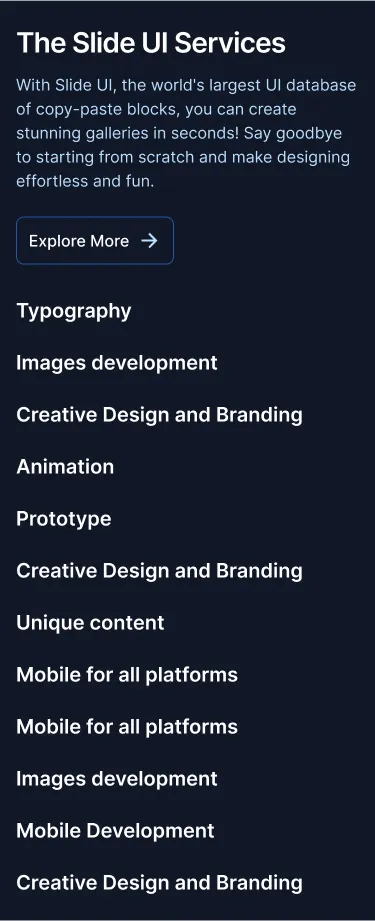 The Slide UI Services
With Slide UI, the world's largest UI database
of copy-paste blocks, you can create
stunning galleries in seconds! Say goodbye
to starting from scratch and make designing
effortless and fun.
Explore More
Typography
Images development
Creative Design and Branding
Animation
Prototype
Creative Design and Branding
Unique content
Mobile for all platforms
Mobile for all platforms
Images development
Mobile Development
Creative Design and Branding